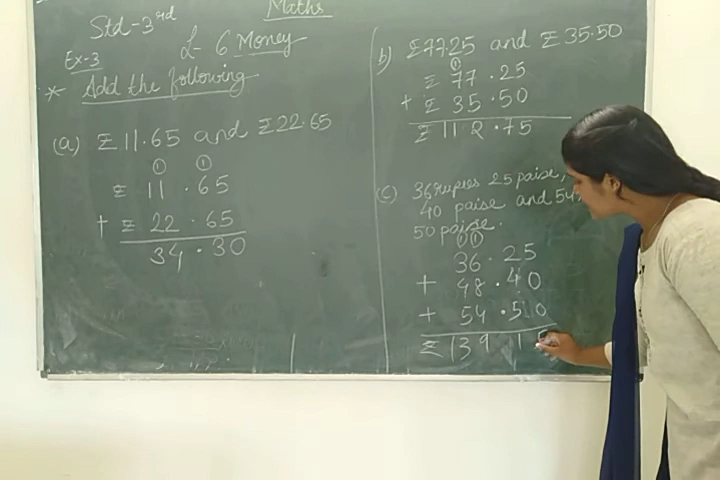 Maths
Std-3rd
L-6 Money
Ex-3
* Add the following
(a) ₹11.65 and ₹22.65
① ①
₹ 11 .65
+ ₹ 22 .65
34 .30
b) ₹77.25 and ₹35.50
①
₹ 77 .25
+ ₹ 35 .50
₹ 112 .75
(c) 36 rupees 25 paise,
40 paise and 54
50 paise.
①①
36 .25
+ 48 .40
+ 54 .50
₹ 139 .15